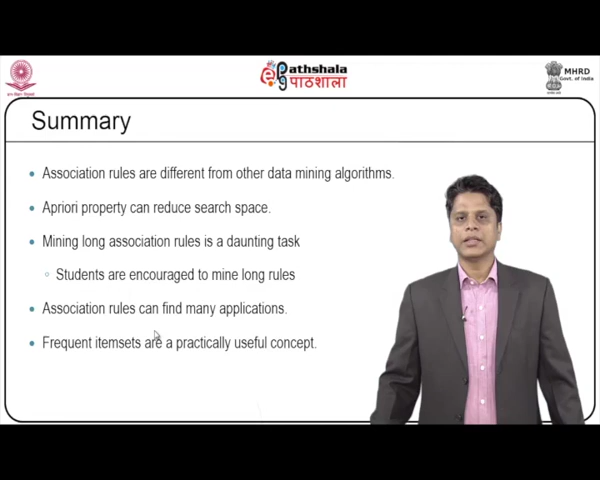 Pathshala
पाठशाला
MHRD
Govt. of India
Summary
Association rules are different from other data mining algorithms.
Apriori property can reduce search space.
Mining long association rules is a daunting task
Students are encouraged to mine long rules
Association rules can find many applications.
Frequent itemsets are a practically useful concept.